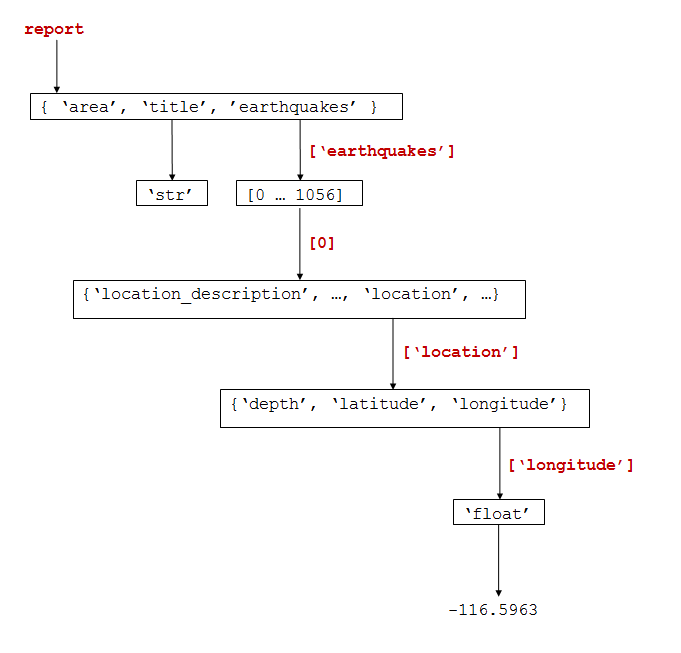 report
{ ‘area’, ‘title’, ’earthquakes’ }
[‘earthquakes’]
‘str’
[0 … 1056]
[0]
{‘location_description’, …, ‘location’, …}
[‘location’]
{‘depth’, ‘latitude’, ‘longitude’}
[‘longitude’]
‘float’
-116.5963